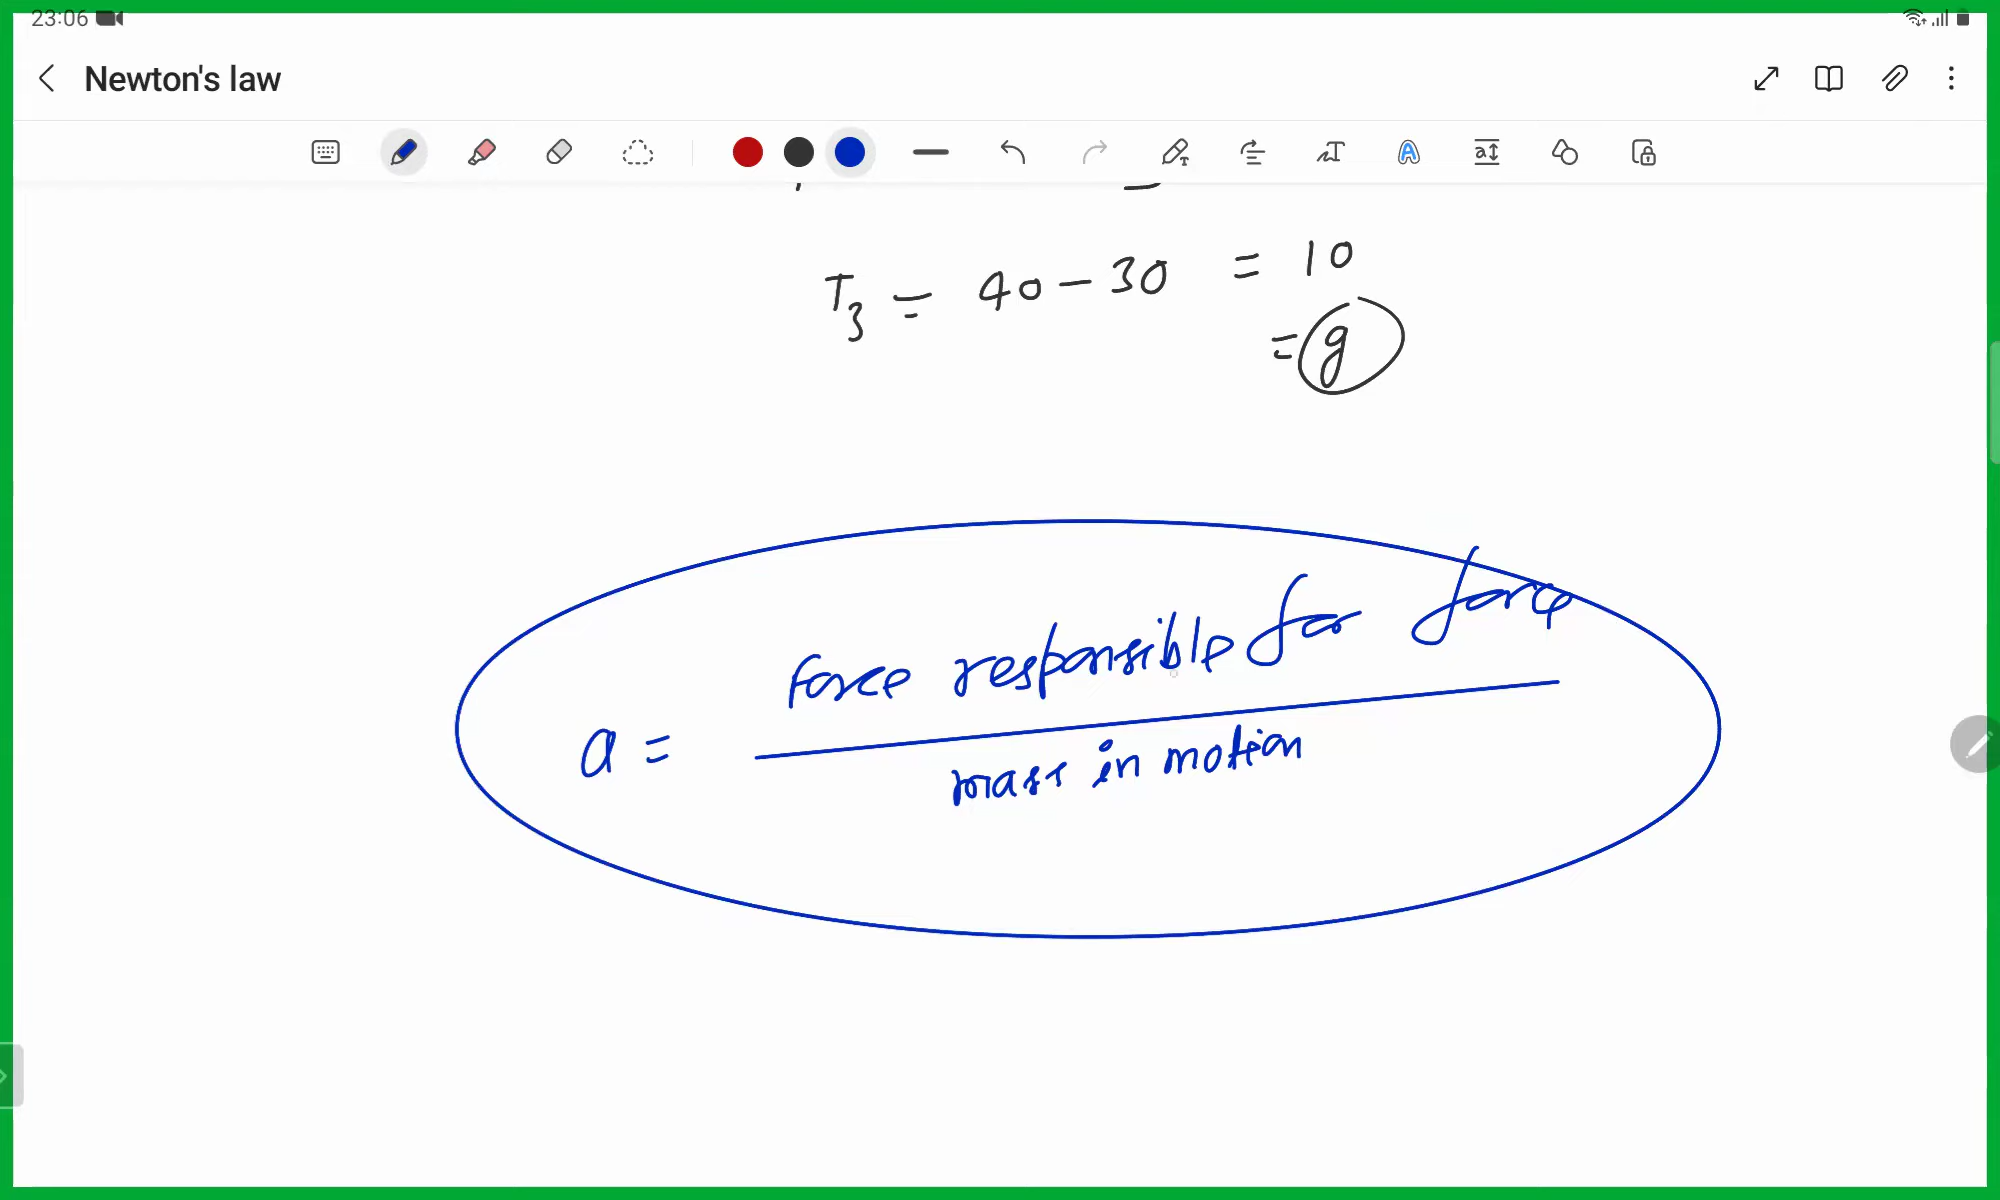 23:06
Newton's law
T3 = 40 - 30 = 10
= g
Force responsible for force
a =
mass in motion